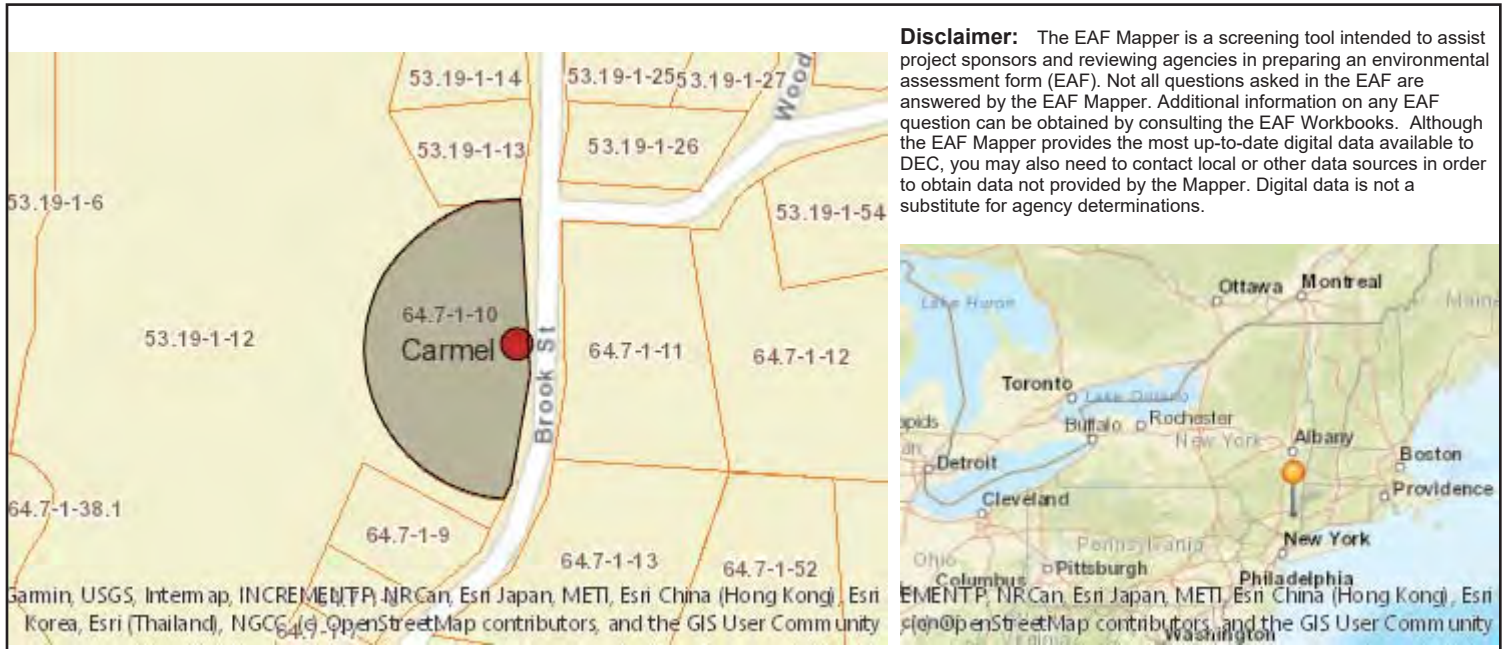 53.19-1-14
53.19-1-25
53.19-1-27
Wood
53.19-1-13
53.19-1-26
53.19-1-6
53.19-1-54
64.7-1-10
53.19-1-12
Carmel
64.7-1-11
64.7-1-12
Brook St
64.7-1-38.1
64.7-1-9
64.7-1-13
64.7-1-52
Garmin, USGS, Intermap, INCREMENT P, NRCan, Esri Japan, METI, Esri China (Hong Kong), Esri
Korea, Esri (Thailand), NGCC, (c) OpenStreetMap contributors, and the GIS User Community
Disclaimer: The EAF Mapper is a screening tool intended to assist
project sponsors and reviewing agencies in preparing an environmental
assessment form (EAF). Not all questions asked in the EAF are
answered by the EAF Mapper. Additional information on any EAF
question can be obtained by consulting the EAF Workbooks. Although
the EAF Mapper provides the most up-to-date digital data available to
DEC, you may also need to contact local or other data sources in order
to obtain data not provided by the Mapper. Digital data is not a
substitute for agency determinations.
Ottawa
Montreal
Lake Huron
Maine
Toronto
Lake Ontario
apids
Buffalo
Rochester
New York
Albany
Boston
Detroit
Providence
Cleveland
New York
Ohio
Pennsylvania
Columbus
Pittsburgh
Philadelphia
EMENT P, NRCan, Esri Japan, METI, Esri China (Hong Kong), Esri
(c) OpenStreetMap contributors, and the GIS User Community
Virginia
Washington